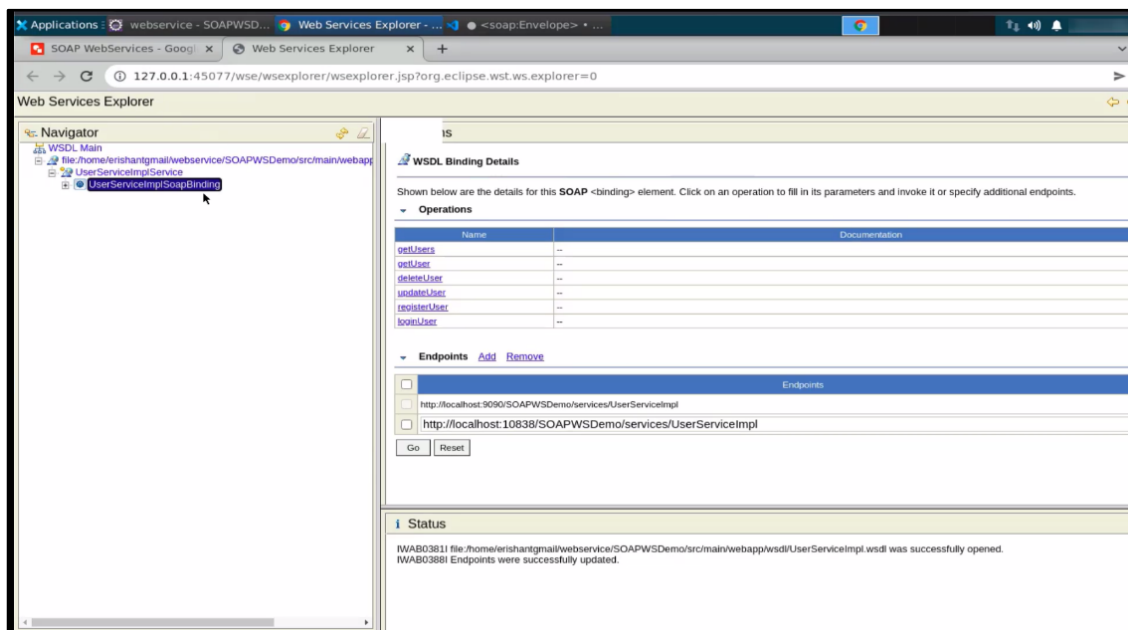 Applications
webservice - SOAPWSD...
Web Services Explorer - ...
<soap:Envelope> • ...
SOAP WebServices - Googl
Web Services Explorer
127.0.0.1:45077/wse/wsexplorer/wsexplorer.jsp?org.eclipse.wst.ws.explorer=0
Web Services Explorer
Navigator
WSDL Main
file:/home/erishantgmail/webservice/SOAPWSDemo/src/main/webapp
UserServiceImplService
UserServiceImplSoapBinding
WSDL Binding Details
Shown below are the details for this SOAP <binding> element. Click on an operation to fill in its parameters and invoke it or specify additional endpoints.
Operations
Name Documentation
getUsers --
getUser --
deleteUser --
updateUser --
registerUser --
loginUser --
Endpoints Add Remove
Endpoints
http://localhost:9090/SOAPWSDemo/services/UserServiceImpl
http://localhost:10838/SOAPWSDemo/services/UserServiceImpl
Go Reset
i Status
IWAB0381I file:/home/erishantgmail/webservice/SOAPWSDemo/src/main/webapp/wsdl/UserServiceImpl.wsdl was successfully opened.
IWAB0388I Endpoints were successfully updated.